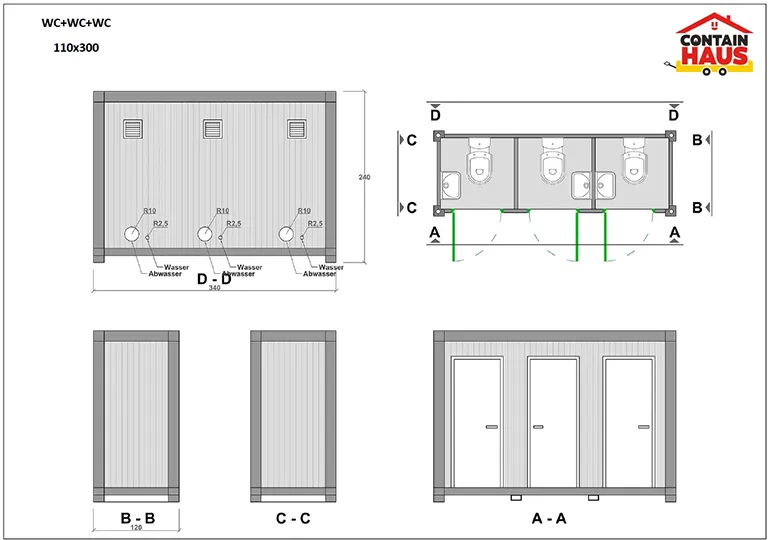 WC+WC+WC
110x300
CONTAIN
HAUS
D D
C B
C B
A A
240
R10 R10 R10
R2,5 R2,5 R2,5
Wasser Wasser Wasser
Abwasser Abwasser Abwasser
D - D
340
B - B
120
C - C
A - A